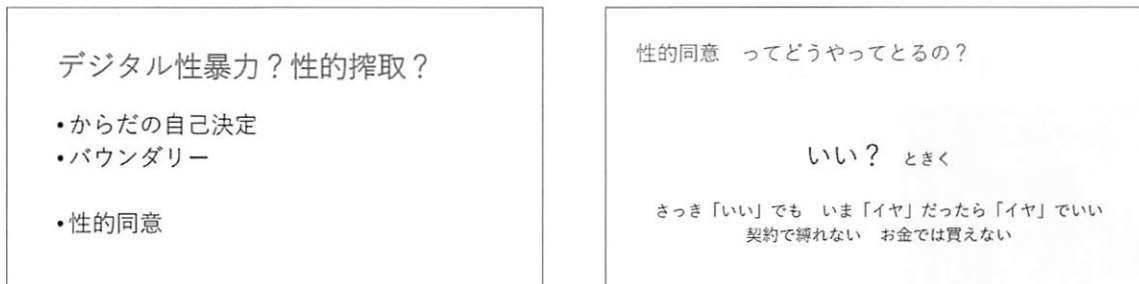 デジタル性暴力？性的搾取？
•からだの自己決定
•バウンダリー
•性的同意
性的同意　ってどうやってとるの？
いい？　ときく
さっき「いい」でも　いま「イヤ」だったら「イヤ」でいい
契約で縛れない　お金では買えない